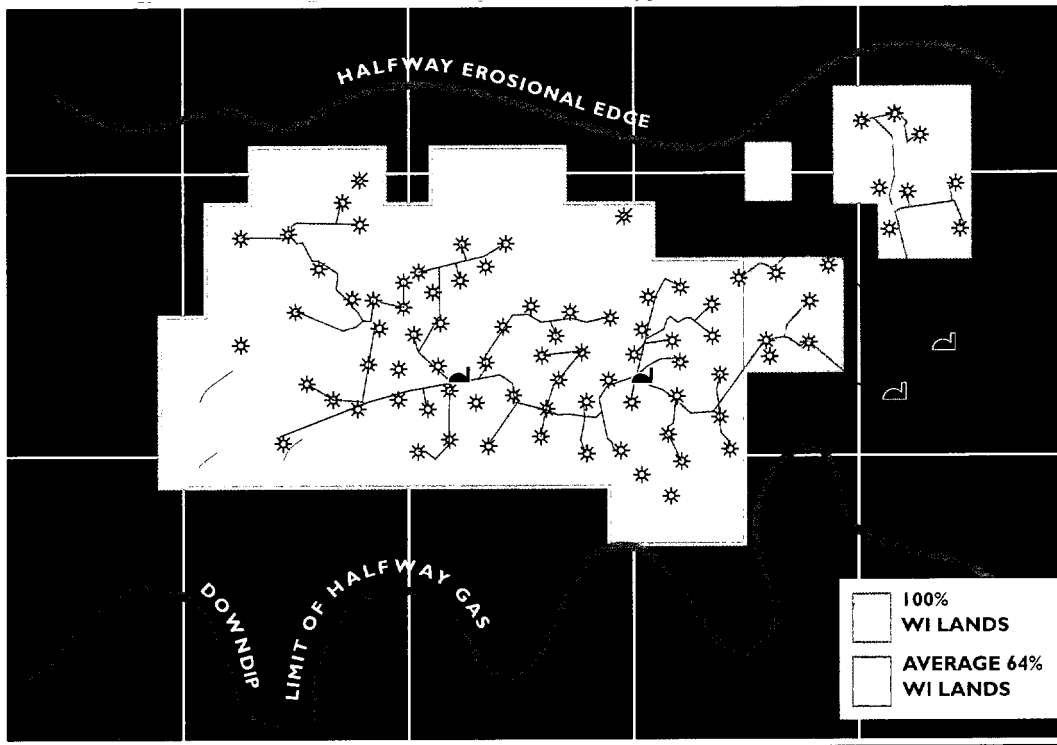 HALFWAY EROSIONAL EDGE
DOWNDIP
LIMIT OF HALFWAY GAS
100%
WI LANDS
AVERAGE 64%
WI LANDS